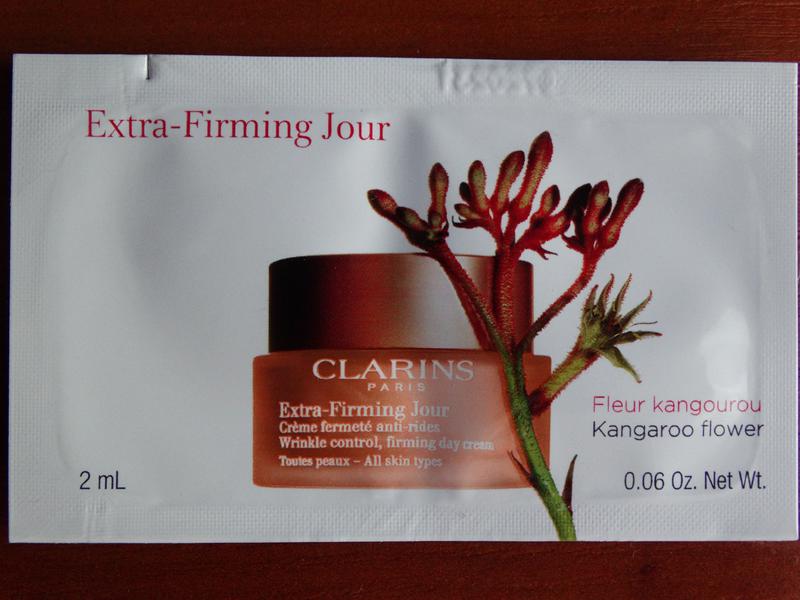 Extra-Firming Jour
CLARINS
PARIS
Extra-Firming Jour
Crème fermeté anti-rides
Wrinkle control, firming day cream
Toutes peaux – All skin types
Fleur kangourou
Kangaroo flower
2 mL
0.06 Oz. Net Wt.